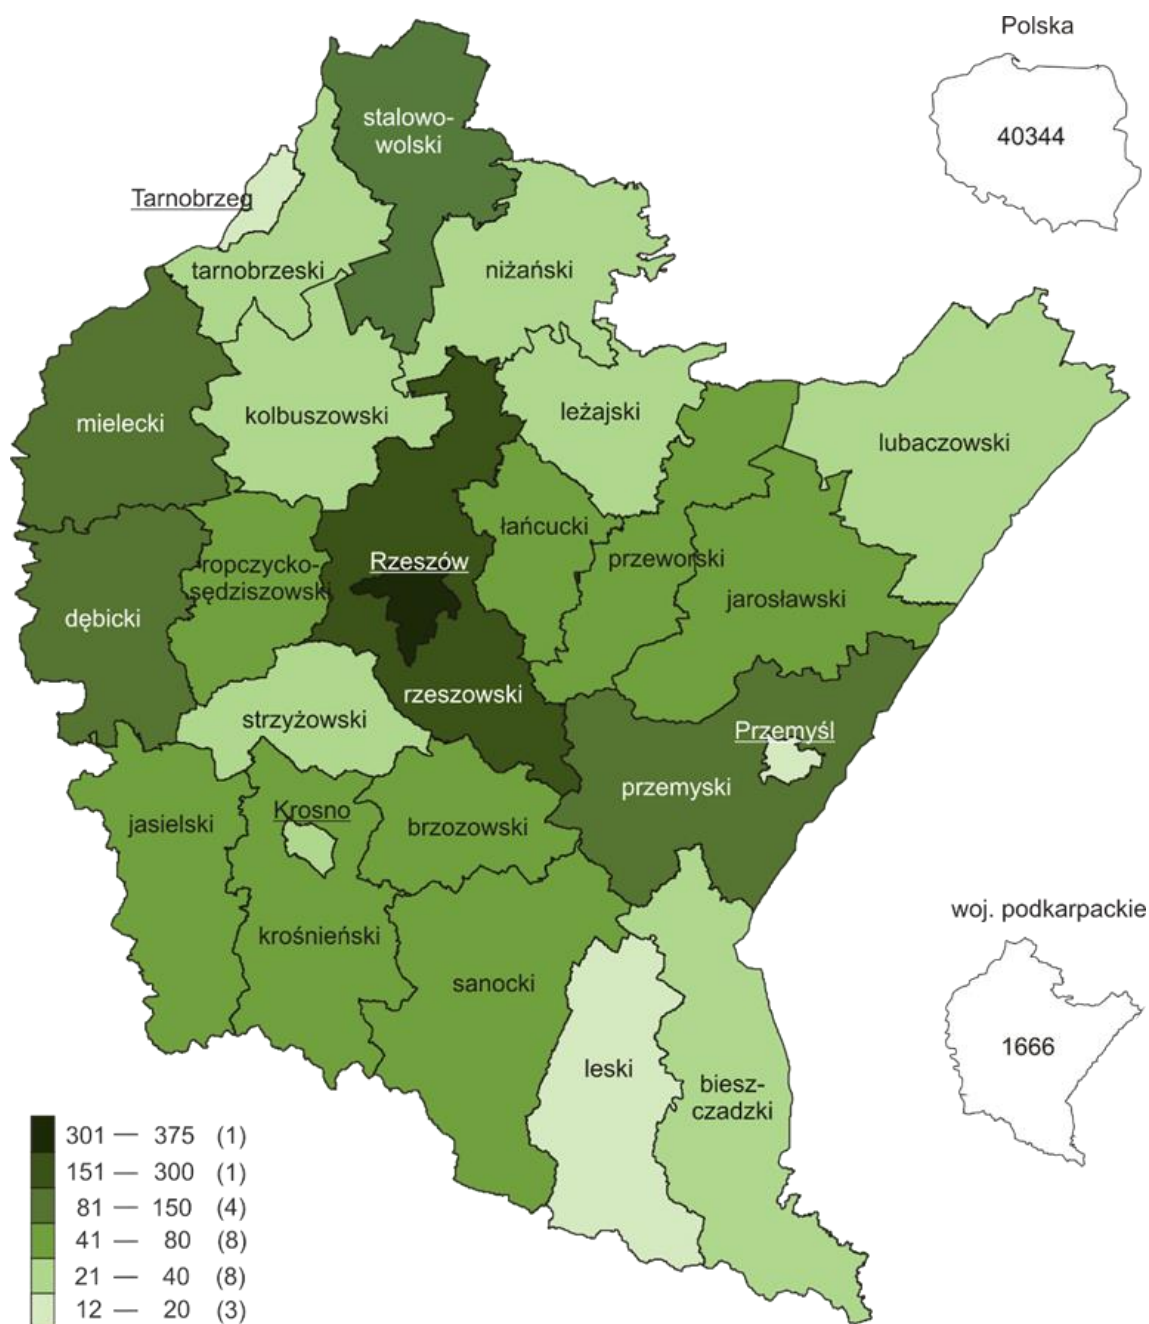 Polska
40344
stalowo-
wolski
Tarnobrzeg
tarnobrzeski
niżański
mielecki
kolbuszowski
leżajski
lubaczowski
łańcucki
przeworski
Rzeszów
ropczycko-
sędziszowski
jarosławski
dębicki
rzeszowski
strzyżowski
Przemyśl
przemyski
jasielski
Krosno
brzozowski
krośnieński
sanocki
leski
biesz-
czadzki
woj. podkarpackie
1666
301 — 375 (1)
151 — 300 (1)
81 — 150 (4)
41 — 80 (8)
21 — 40 (8)
12 — 20 (3)